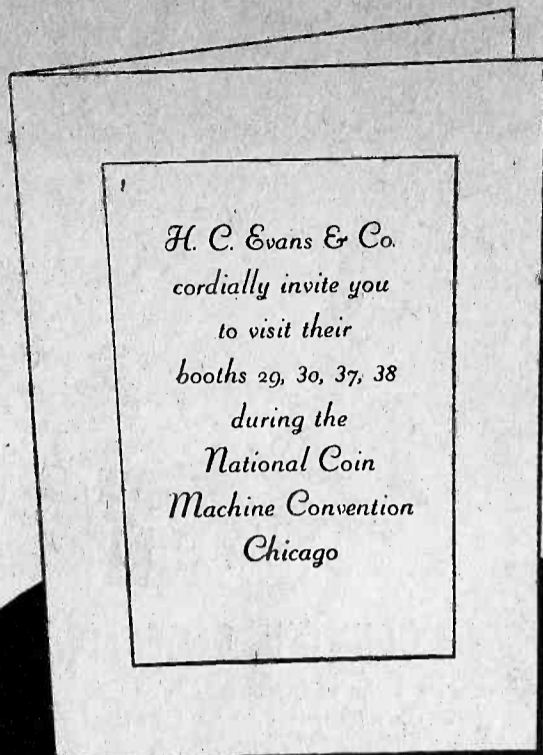 H. C. Evans & Co.
cordially invite you
to visit their
booths 29, 30, 37, 38
during the
National Coin
Machine Convention
Chicago